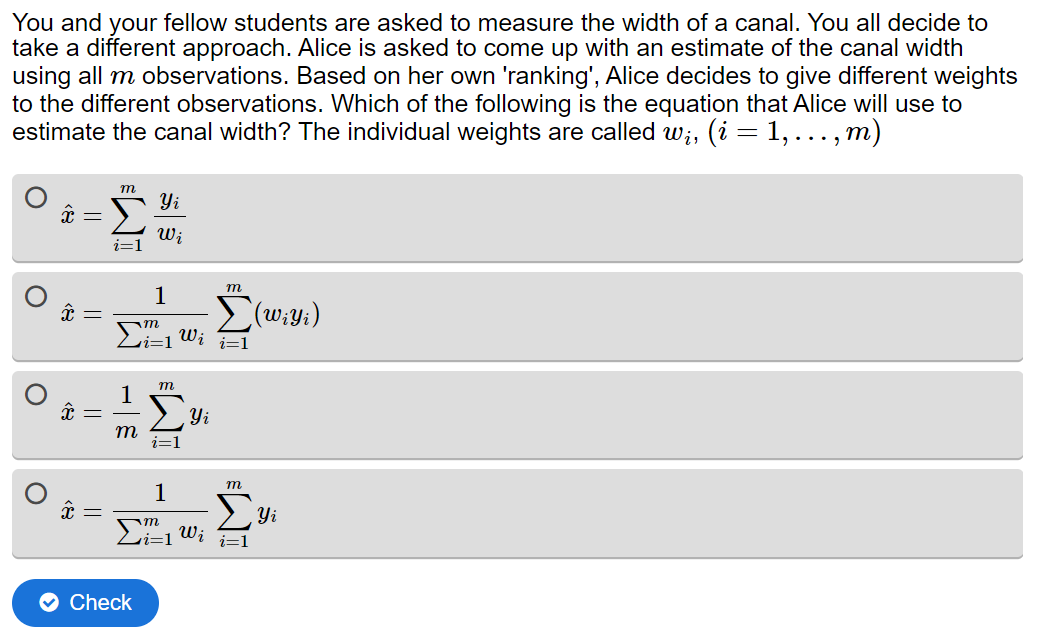 You and your fellow students are asked to measure the width of a canal. You all decide to
take a different approach. Alice is asked to come up with an estimate of the canal width
using all m observations. Based on her own 'ranking', Alice decides to give different weights
to the different observations. Which of the following is the equation that Alice will use to
estimate the canal width? The individual weights are called w_i, (i = 1, . . . , m)
x̂ = \sum_{i=1}^{m} \frac{y_i}{w_i}
x̂ = \frac{1}{\sum_{i=1}^{m} w_i} \sum_{i=1}^{m} (w_i y_i)
x̂ = \frac{1}{m} \sum_{i=1}^{m} y_i
x̂ = \frac{1}{\sum_{i=1}^{m} w_i} \sum_{i=1}^{m} y_i
Check